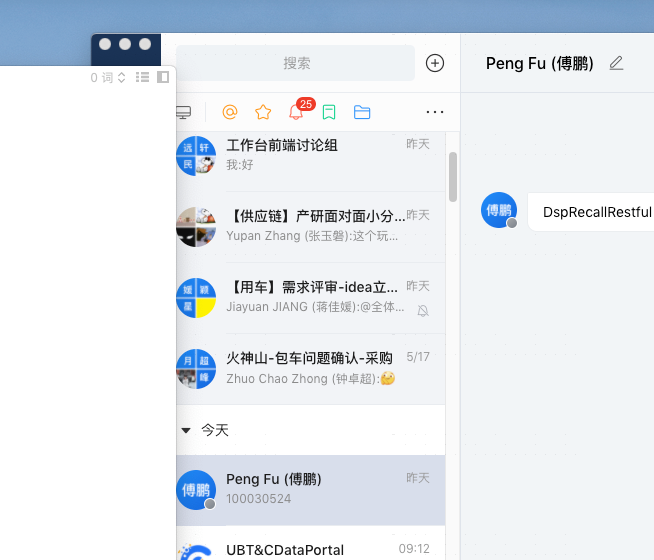 0 词
搜索
Peng Fu (傅鹏)
25
远 轩
民
工作台前端讨论组
昨天
我:好
傅鹏
DspRecallRestful
【供应链】产研面对面小分...
昨天
Yupan Zhang (张玉磐):这个玩...
媛 颖
星
【用车】需求评审-idea立...
昨天
Jiayuan JIANG (蒋佳媛):@全体...
月 超
峰
火神山-包车问题确认-采购
5/17
Zhuo Chao Zhong (钟卓超):
今天
傅鹏
Peng Fu (傅鹏)
昨天
100030524
UBT&CDataPortal
09:12